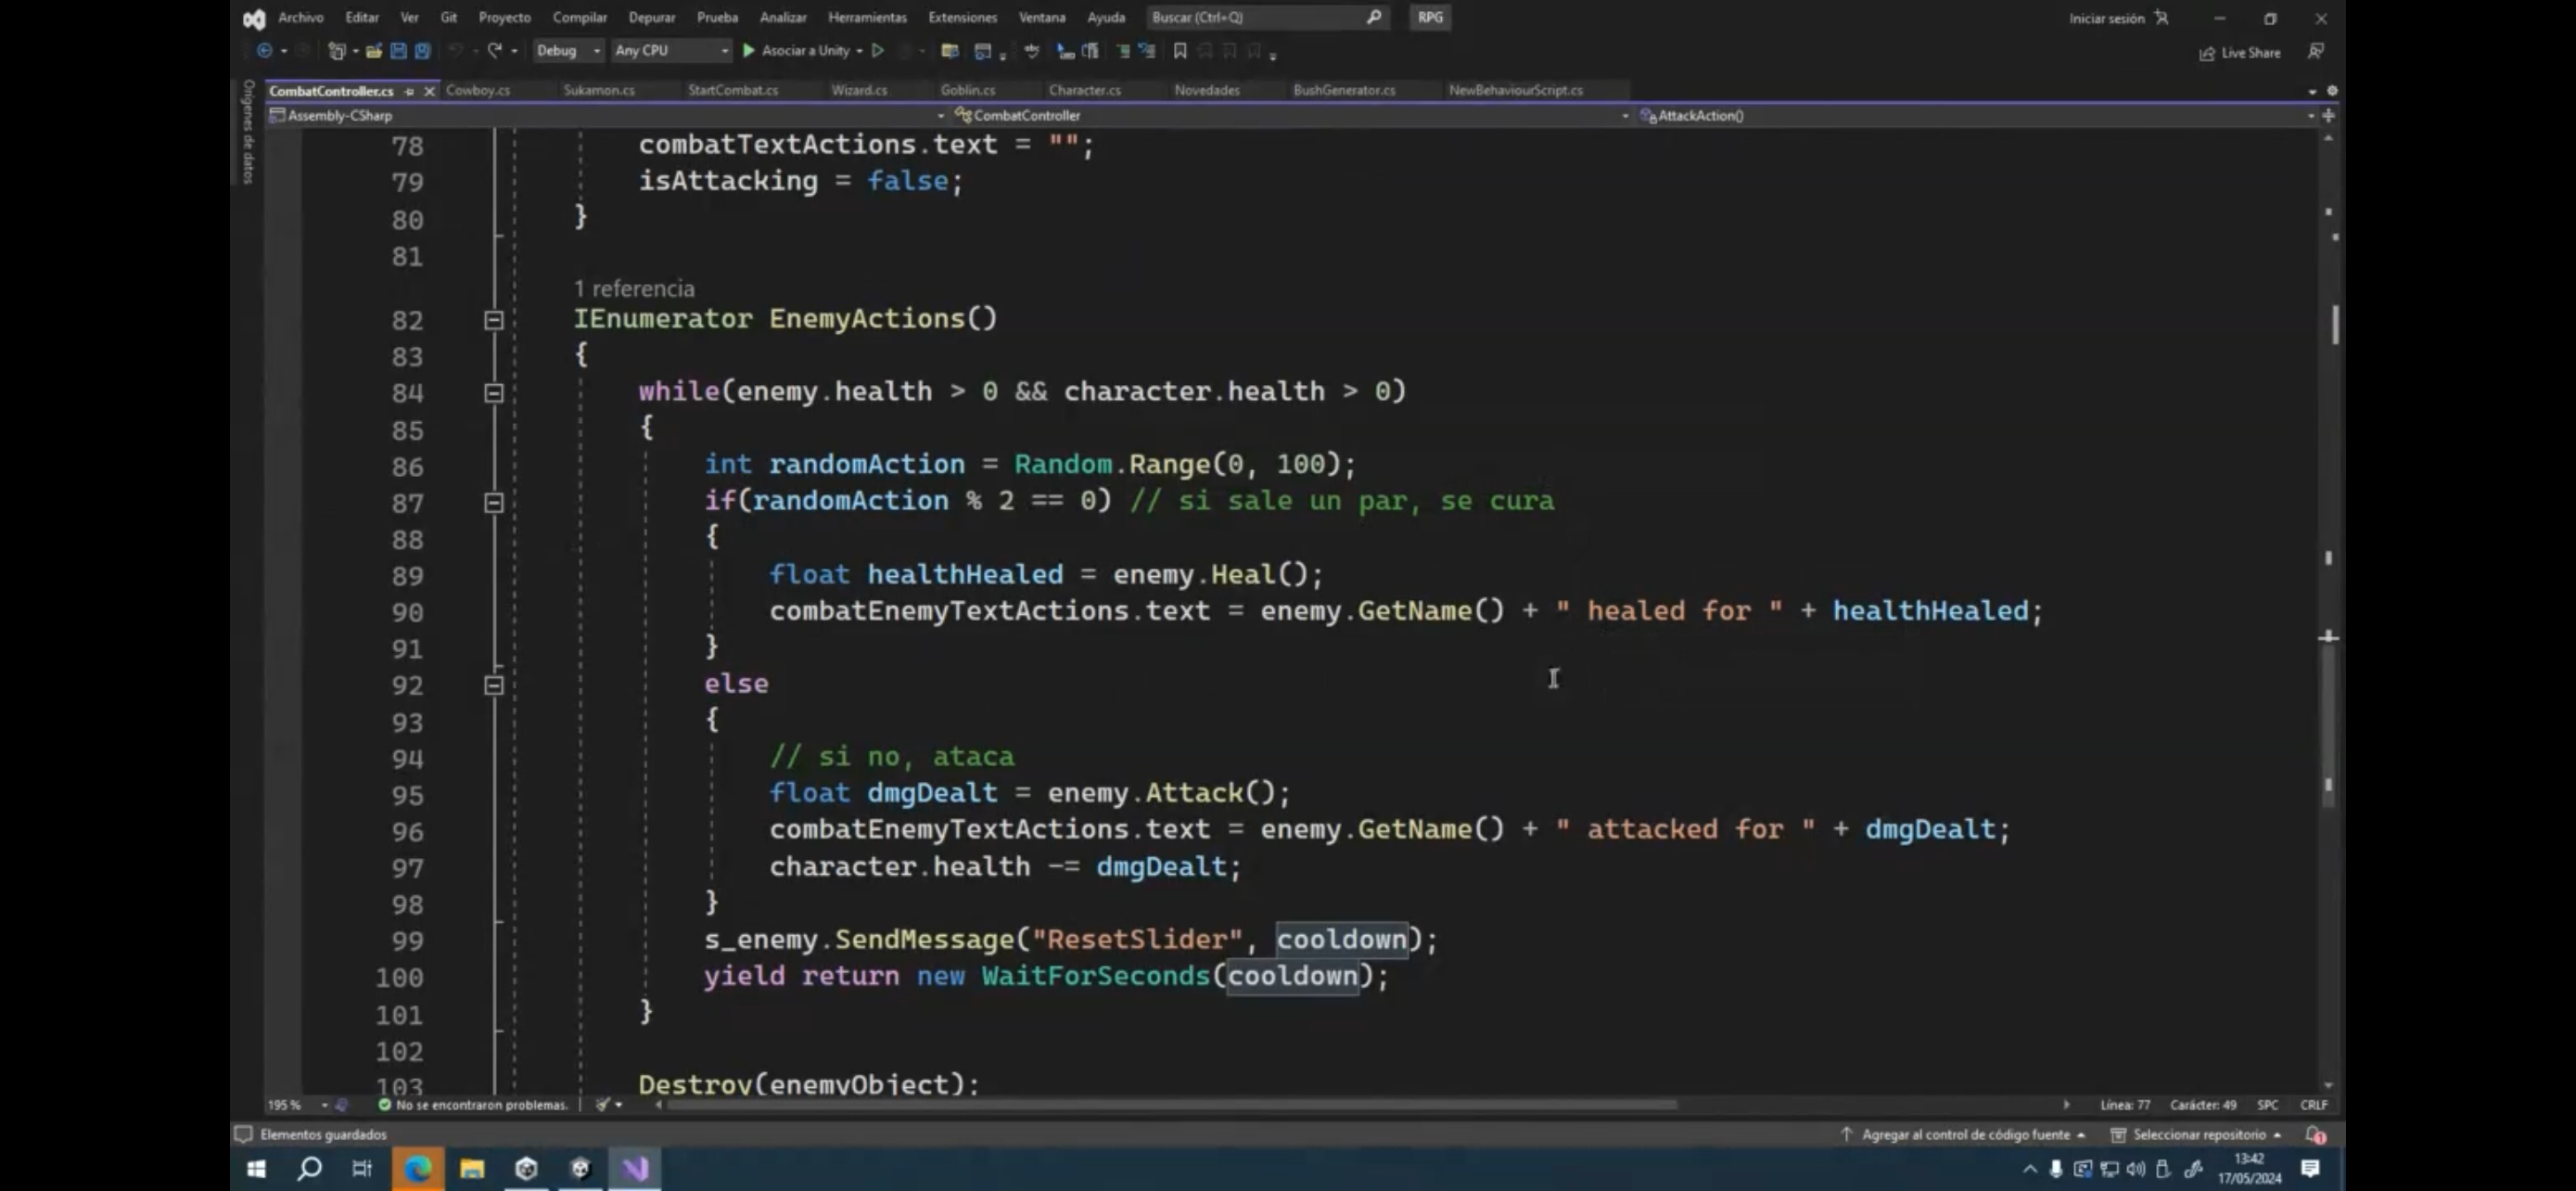 Archivo Editar Ver Git Proyecto Compilar Depurar Prueba Analizar Herramientas Extensiones Ventana Ayuda Buscar (Ctrl+Q) RPG Iniciar sesión
Debug Any CPU Asociar a Unity Live Share
Orígenes de datos
CombatController.cs Cowboy.cs Sukamon.cs StartCombat.cs Wizard.cs Goblin.cs Character.cs Novedades BushGenerator.cs NewBehaviourScript.cs
Assembly-CSharp CombatController AttackAction()
78 combatTextActions.text = "";
79 isAttacking = false;
80 }
81
1 referencia
82 IEnumerator EnemyActions()
83 {
84 while(enemy.health > 0 && character.health > 0)
85 {
86 int randomAction = Random.Range(0, 100);
87 if(randomAction % 2 == 0) // si sale un par, se cura
88 {
89 float healthHealed = enemy.Heal();
90 combatEnemyTextActions.text = enemy.GetName() + " healed for " + healthHealed;
91 }
92 else
93 {
94 // si no, ataca
95 float dmgDealt = enemy.Attack();
96 combatEnemyTextActions.text = enemy.GetName() + " attacked for " + dmgDealt;
97 character.health -= dmgDealt;
98 }
99 s_enemy.SendMessage("ResetSlider", cooldown);
100 yield return new WaitForSeconds(cooldown);
101 }
102
103 Destroy(enemyObject);
195 % No se encontraron problemas. Línea: 77 Carácter: 49 SPC CRLF
Elementos guardados Agregar al control de código fuente Seleccionar repositorio 1
13:42
17/05/2024